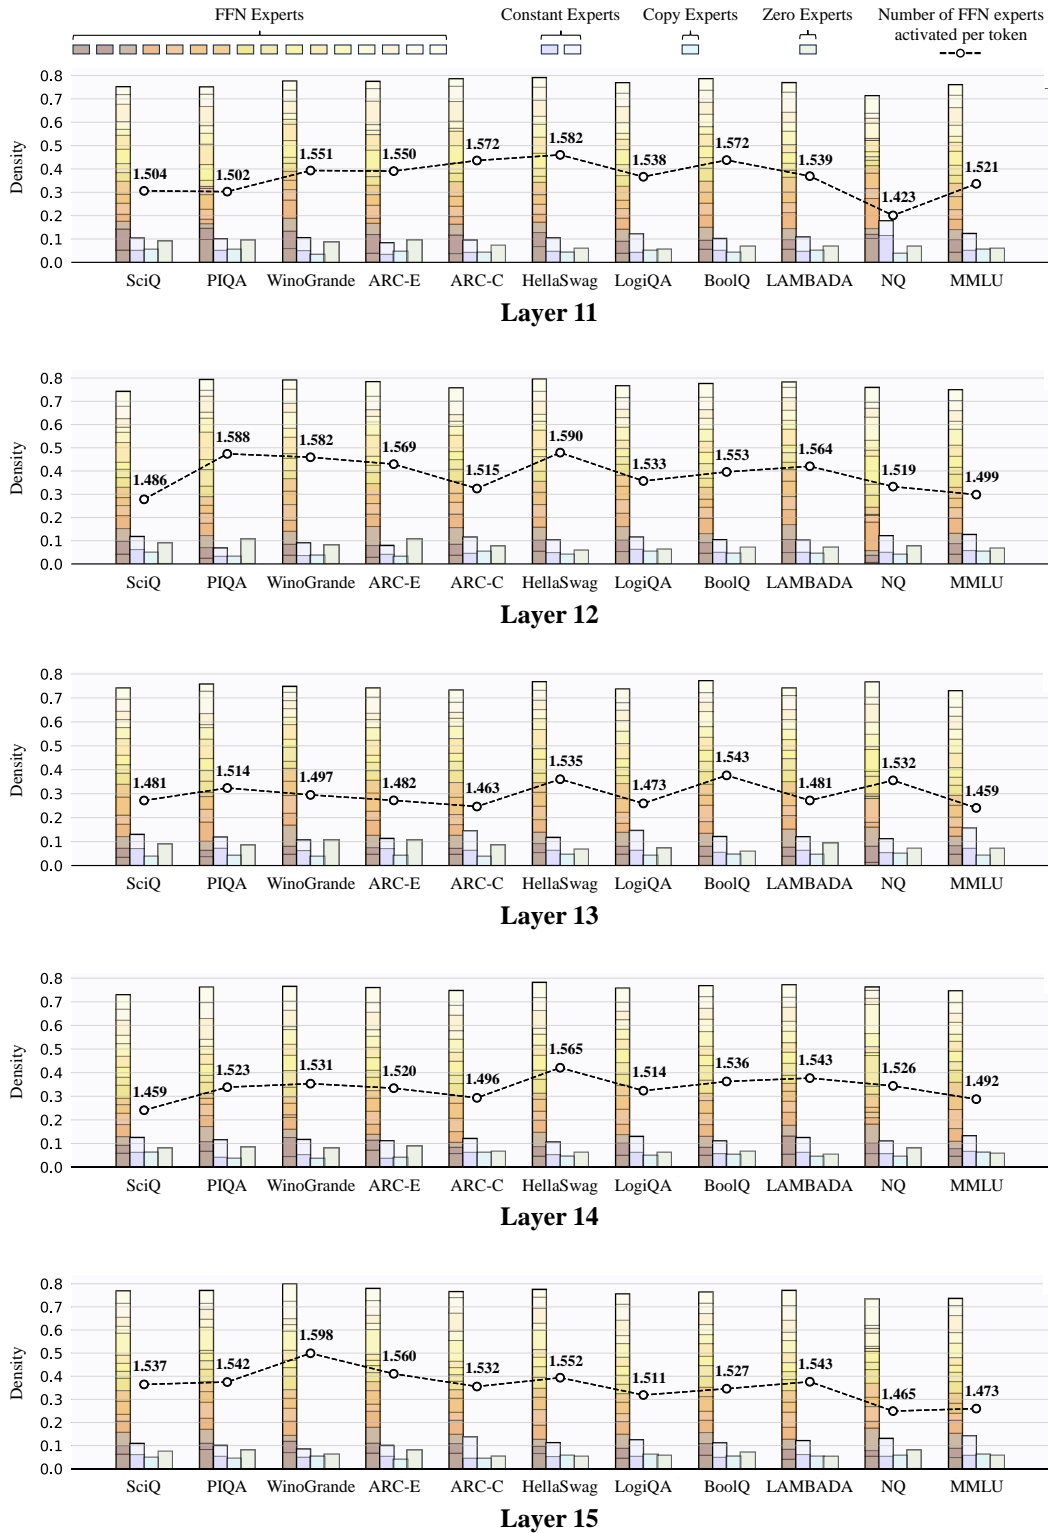 FFN Experts Constant Experts Copy Experts Zero Experts Number of FFN experts
activated per token
Density
0.8
0.7
0.6
0.5
0.4
0.3
0.2
0.1
0.0
1.504 1.502 1.551 1.550 1.572 1.582 1.538 1.572 1.539 1.423 1.521
SciQ PIQA WinoGrande ARC-E ARC-C HellaSwag LogiQA BoolQ LAMBADA NQ MMLU
Layer 11
Density
0.8
0.7
0.6
0.5
0.4
0.3
0.2
0.1
0.0
1.486 1.588 1.582 1.569 1.515 1.590 1.533 1.553 1.564 1.519 1.499
SciQ PIQA WinoGrande ARC-E ARC-C HellaSwag LogiQA BoolQ LAMBADA NQ MMLU
Layer 12
Density
0.8
0.7
0.6
0.5
0.4
0.3
0.2
0.1
0.0
1.481 1.514 1.497 1.482 1.463 1.535 1.473 1.543 1.481 1.532 1.459
SciQ PIQA WinoGrande ARC-E ARC-C HellaSwag LogiQA BoolQ LAMBADA NQ MMLU
Layer 13
Density
0.8
0.7
0.6
0.5
0.4
0.3
0.2
0.1
0.0
1.459 1.523 1.531 1.520 1.496 1.565 1.514 1.536 1.543 1.526 1.492
SciQ PIQA WinoGrande ARC-E ARC-C HellaSwag LogiQA BoolQ LAMBADA NQ MMLU
Layer 14
Density
0.8
0.7
0.6
0.5
0.4
0.3
0.2
0.1
0.0
1.537 1.542 1.598 1.560 1.532 1.552 1.511 1.527 1.543 1.465 1.473
SciQ PIQA WinoGrande ARC-E ARC-C HellaSwag LogiQA BoolQ LAMBADA NQ MMLU
Layer 15